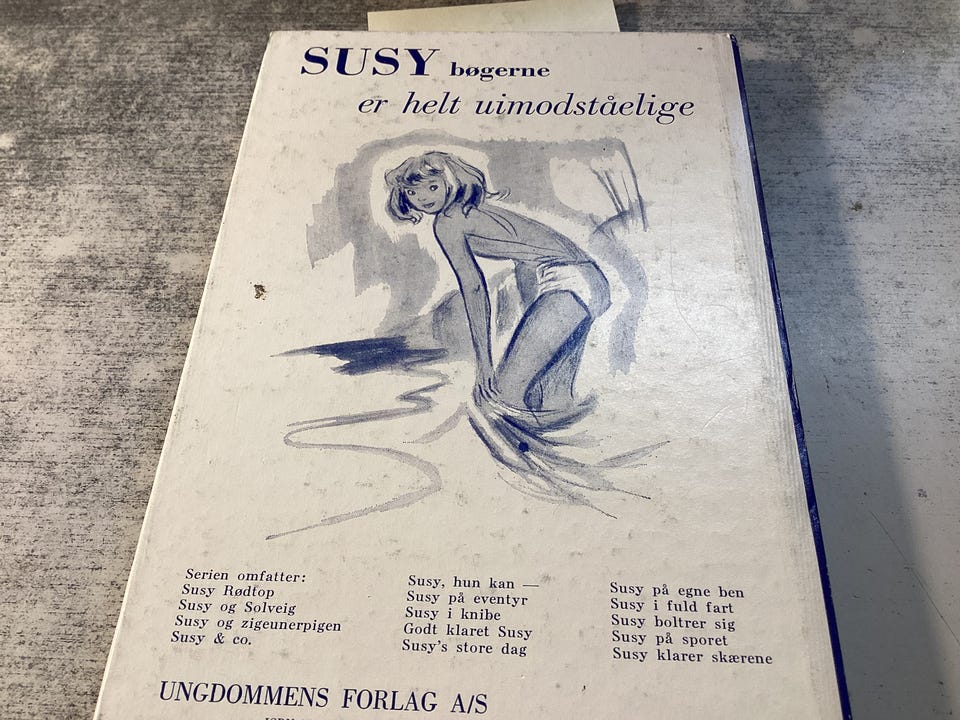 SUSY bøgerne
er helt uimodståelige
Serien omfatter:
Susy Rødtop
Susy og Solveig
Susy og zigeunerpigen
Susy & co.
Susy, hun kan —
Susy på eventyr
Susy i knibe
Godt klaret Susy
Susy's store dag
Susy på egne ben
Susy i fuld fart
Susy boltrer sig
Susy på sporet
Susy klarer skærene
UNGDOMMENS FORLAG A/S